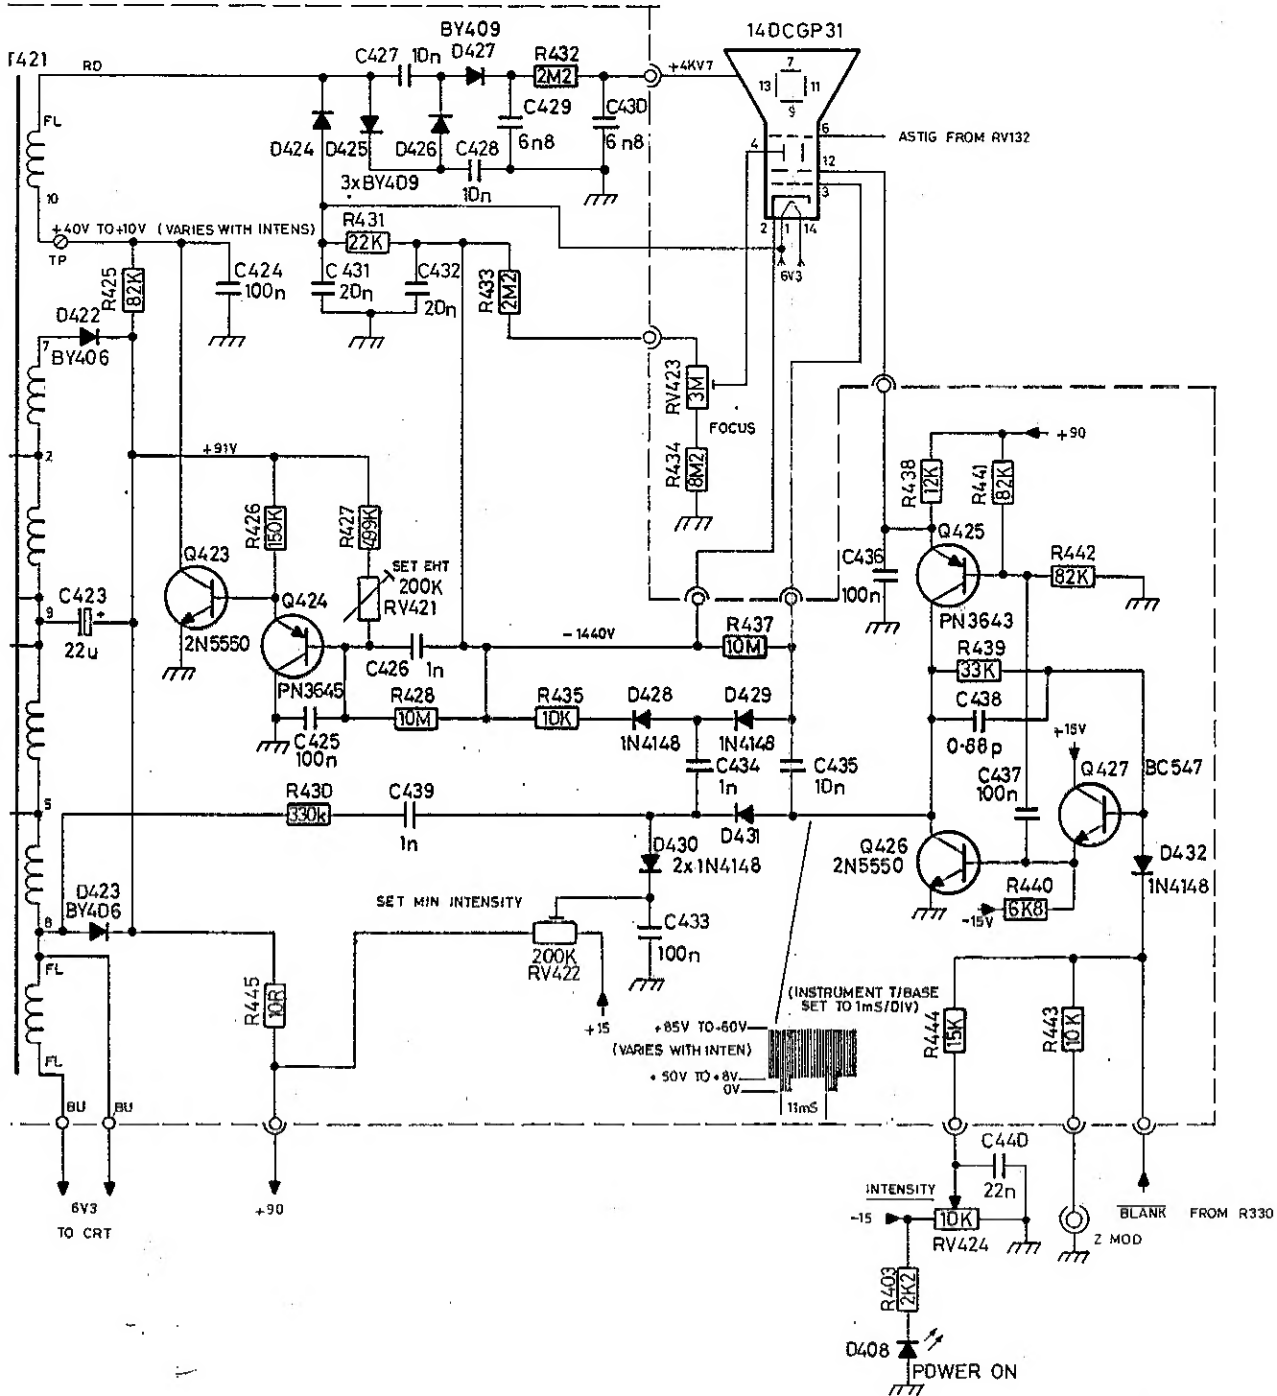 T421
RD
FL
10
+40V TO +10V (VARIES WITH INTENS)
TP
C427
10n
BY409
D427
R432
2M2
C429
6n8
C430
6n8
+4KV7
14DCGP31
7
13
11
9
4
6
12
3
2
1
14
6V3
ASTIG FROM RV132
D424
D425
D426
C428
10n
3xBY409
R431
22K
C431
20n
C432
20n
R433
2M2
R425
82K
C424
100n
D422
BY406
7
RV423
3M
FOCUS
R434
8M2
+91V
2
R426
150K
R427
499K
SET EHT
200K
RV421
Q423
2N5550
Q424
PN3645
C423
22u
+
9
C426
1n
-1440V
R437
10M
C425
100n
R428
10M
R435
10K
D428
1N4148
D429
1N4148
C434
1n
C435
10n
R430
330k
C439
1n
5
D431
D430
2x1N4148
+90
R438
12K
R441
82K
Q425
PN3643
C436
100n
R442
82K
R439
33K
C438
0·68p
+15V
C437
100n
Q427
BC547
Q426
2N5550
R440
6K8
-15V
D432
1N4148
D423
BY406
8
FL
FL
SET MIN INTENSITY
200K
RV422
+15
C433
100n
R445
10R
(INSTRUMENT T/BASE
SET TO 1mS/DIV)
+85V TO -60V
(VARIES WITH INTEN)
+50V TO +8V
0V
11mS
R444
15K
R443
10K
BU
BU
6V3
TO CRT
+90
INTENSITY
-15
10K
RV424
C440
22n
Z MOD
BLANK FROM R330
R403
2K2
D408
POWER ON